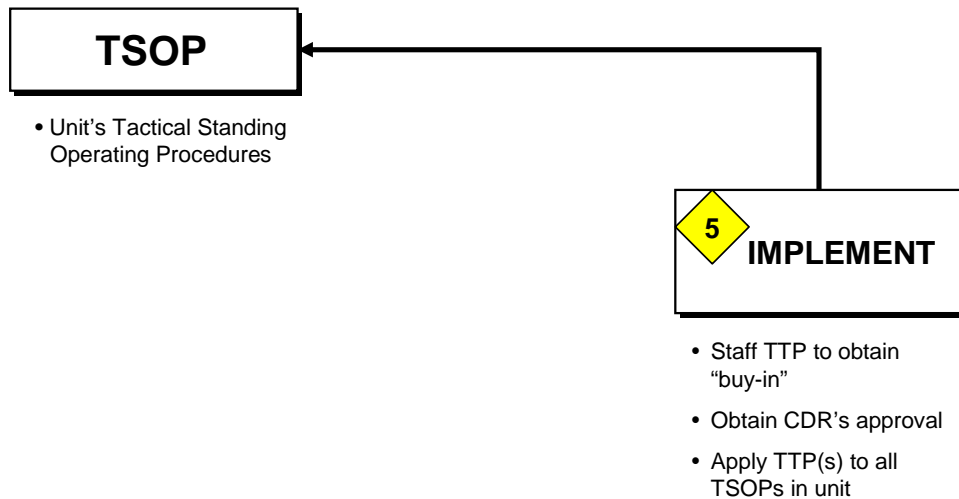 TSOP
• Unit's Tactical Standing
Operating Procedures
5
IMPLEMENT
• Staff TTP to obtain
“buy-in”
• Obtain CDR's approval
• Apply TTP(s) to all
TSOPs in unit